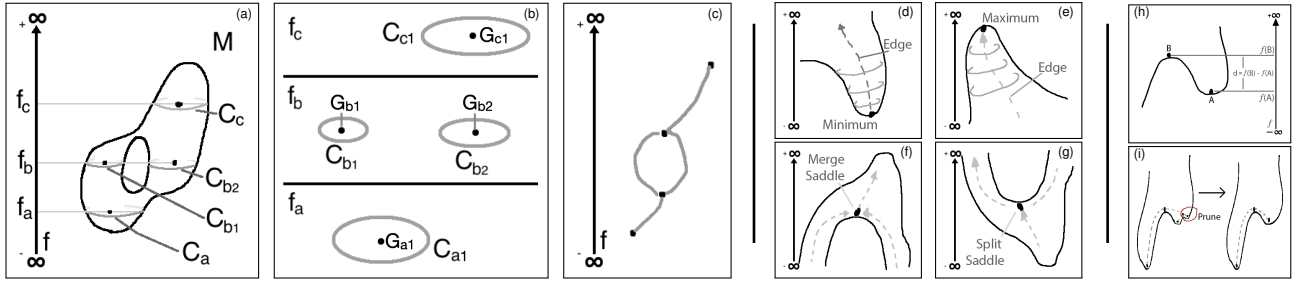 (a)
+ ∞
M
f_c
C_c
f_b
C_b2
C_b1
f_a
C_a
f
- ∞
(b)
f_c
C_c1
G_c1
f_b
G_b1
G_b2
C_b1
C_b2
f_a
G_a1
C_a1
(c)
+ ∞
f
- ∞
(d)
+ ∞
Edge
Minimum
- ∞
(e)
+ ∞
Maximum
Edge
- ∞
(f)
+ ∞
Merge
Saddle
- ∞
(g)
+ ∞
Split
Saddle
- ∞
(h)
+∞
B
f(B)
d = f(B) - f(A)
A
f(A)
f
-∞
(i)
Prune